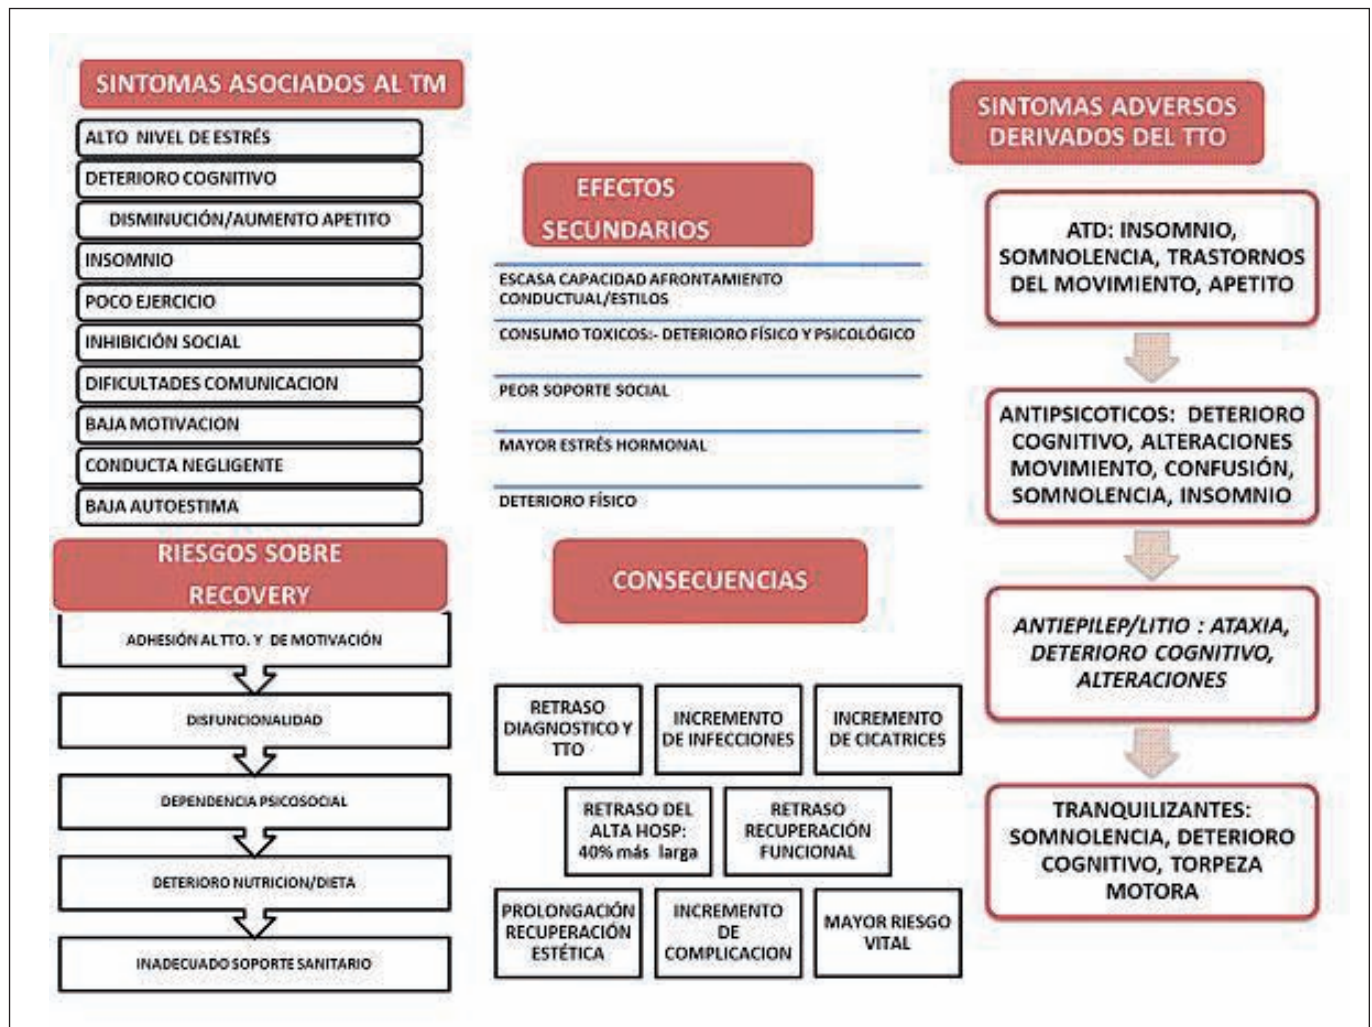 SINTOMAS ASOCIADOS AL TM
ALTO NIVEL DE ESTRÉS
DETERIORO COGNITIVO
DISMINUCIÓN/AUMENTO APETITO
INSOMNIO
POCO EJERCICIO
INHIBICIÓN SOCIAL
DIFICULTADES COMUNICACION
BAJA MOTIVACION
CONDUCTA NEGLIGENTE
BAJA AUTOESTIMA
RIESGOS SOBRE
RECOVERY
ADHESIÓN AL TTO. Y DE MOTIVACIÓN
DISFUNCIONALIDAD
DEPENDENCIA PSICOSOCIAL
DETERIORO NUTRICION/DIETA
INADECUADO SOPORTE SANITARIO
EFECTOS
SECUNDARIOS
ESCASA CAPACIDAD AFRONTAMIENTO
CONDUCTUAL/ESTILOS
CONSUMO TOXICOS:- DETERIORO FÍSICO Y PSICOLÓGICO
PEOR SOPORTE SOCIAL
MAYOR ESTRÉS HORMONAL
DETERIORO FÍSICO
CONSECUENCIAS
RETRASO
DIAGNOSTICO Y
TTO
INCREMENTO
DE INFECCIONES
INCREMENTO
DE CICATRICES
RETRASO DEL
ALTA HOSP:
40% más larga
RETRASO
RECUPERACIÓN
FUNCIONAL
PROLONGACIÓN
RECUPERACIÓN
ESTÉTICA
INCREMENTO
DE
COMPLICACION
MAYOR RIESGO
VITAL
SINTOMAS ADVERSOS
DERIVADOS DEL TTO
ATD: INSOMNIO,
SOMNOLENCIA, TRASTORNOS
DEL MOVIMIENTO, APETITO
ANTIPSICOTICOS: DETERIORO
COGNITIVO, ALTERACIONES
MOVIMIENTO, CONFUSIÓN,
SOMNOLENCIA, INSOMNIO
ANTIEPILEP/LITIO : ATAXIA,
DETERIORO COGNITIVO,
ALTERACIONES
TRANQUILIZANTES:
SOMNOLENCIA, DETERIORO
COGNITIVO, TORPEZA
MOTORA